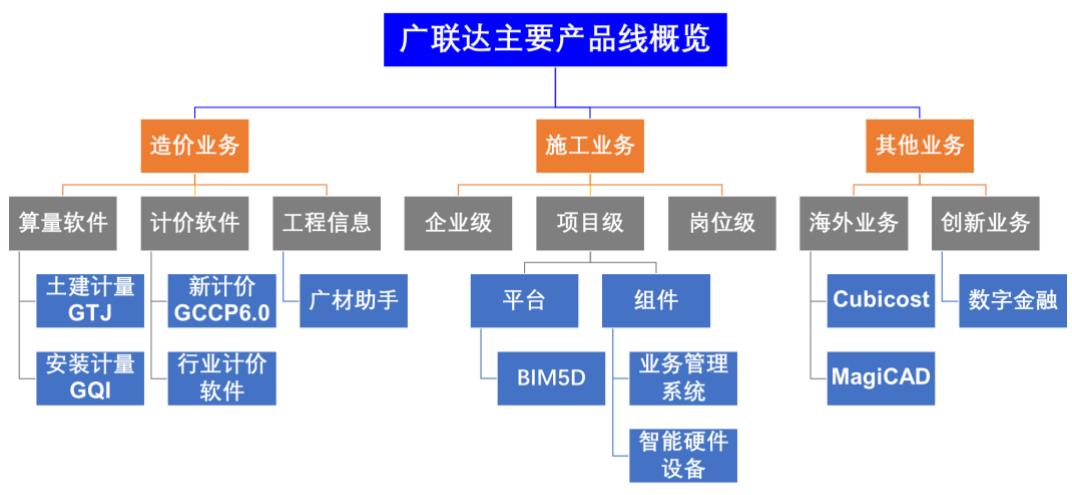 广联达主要产品线概览
造价业务
施工业务
其他业务
算量软件
计价软件
工程信息
企业级
项目级
岗位级
海外业务
创新业务
土建计量
GTJ
新计价
GCCP6.0
广材助手
平台
组件
Cubicost
数字金融
安装计量
GQI
行业计价
软件
BIM5D
业务管理
系统
MagiCAD
智能硬件
设备